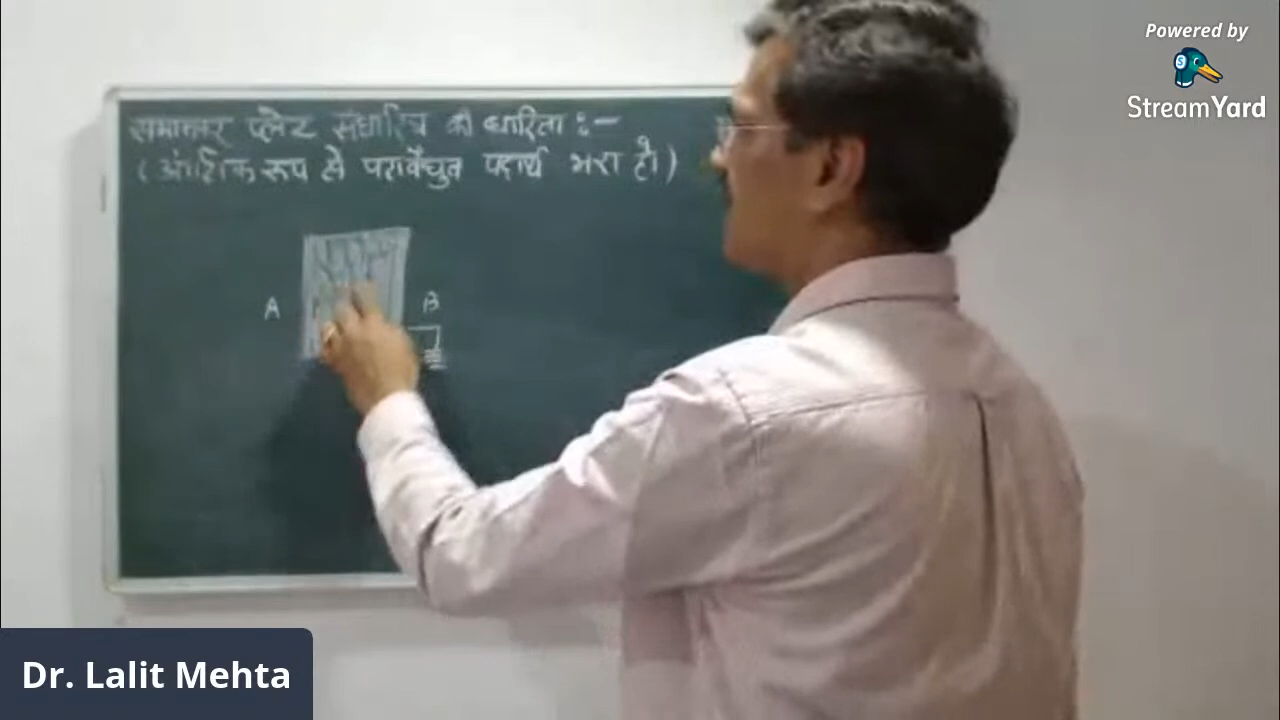 Powered by
StreamYard
समान्तर प्लेट संधारित्र की धारिता :-
(आंशिक रूप से परावैधुत पदार्थ भरा हो।)
A B
Dr. Lalit Mehta